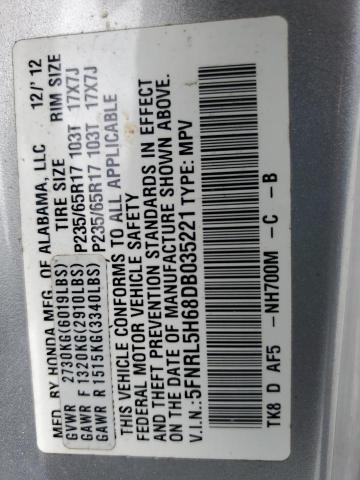 MFD. BY HONDA MFG. OF ALABAMA, LLC 12/'12
TIRE SIZE RIM SIZE
GVWR 2730KG(6019LBS)
GAWR F 1320KG(2910LBS) P235/65R17 103T 17X7J
GAWR R 1515KG(3340LBS) P235/65R17 103T 17X7J
THIS VEHICLE CONFORMS TO ALL APPLICABLE
FEDERAL MOTOR VEHICLE SAFETY
AND THEFT PREVENTION STANDARDS IN EFFECT
ON THE DATE OF MANUFACTURE SHOWN ABOVE.
V.I.N.:5FNRL5H68DB035221 TYPE: MPV
TK8 D AF5 -NH700M -C -B